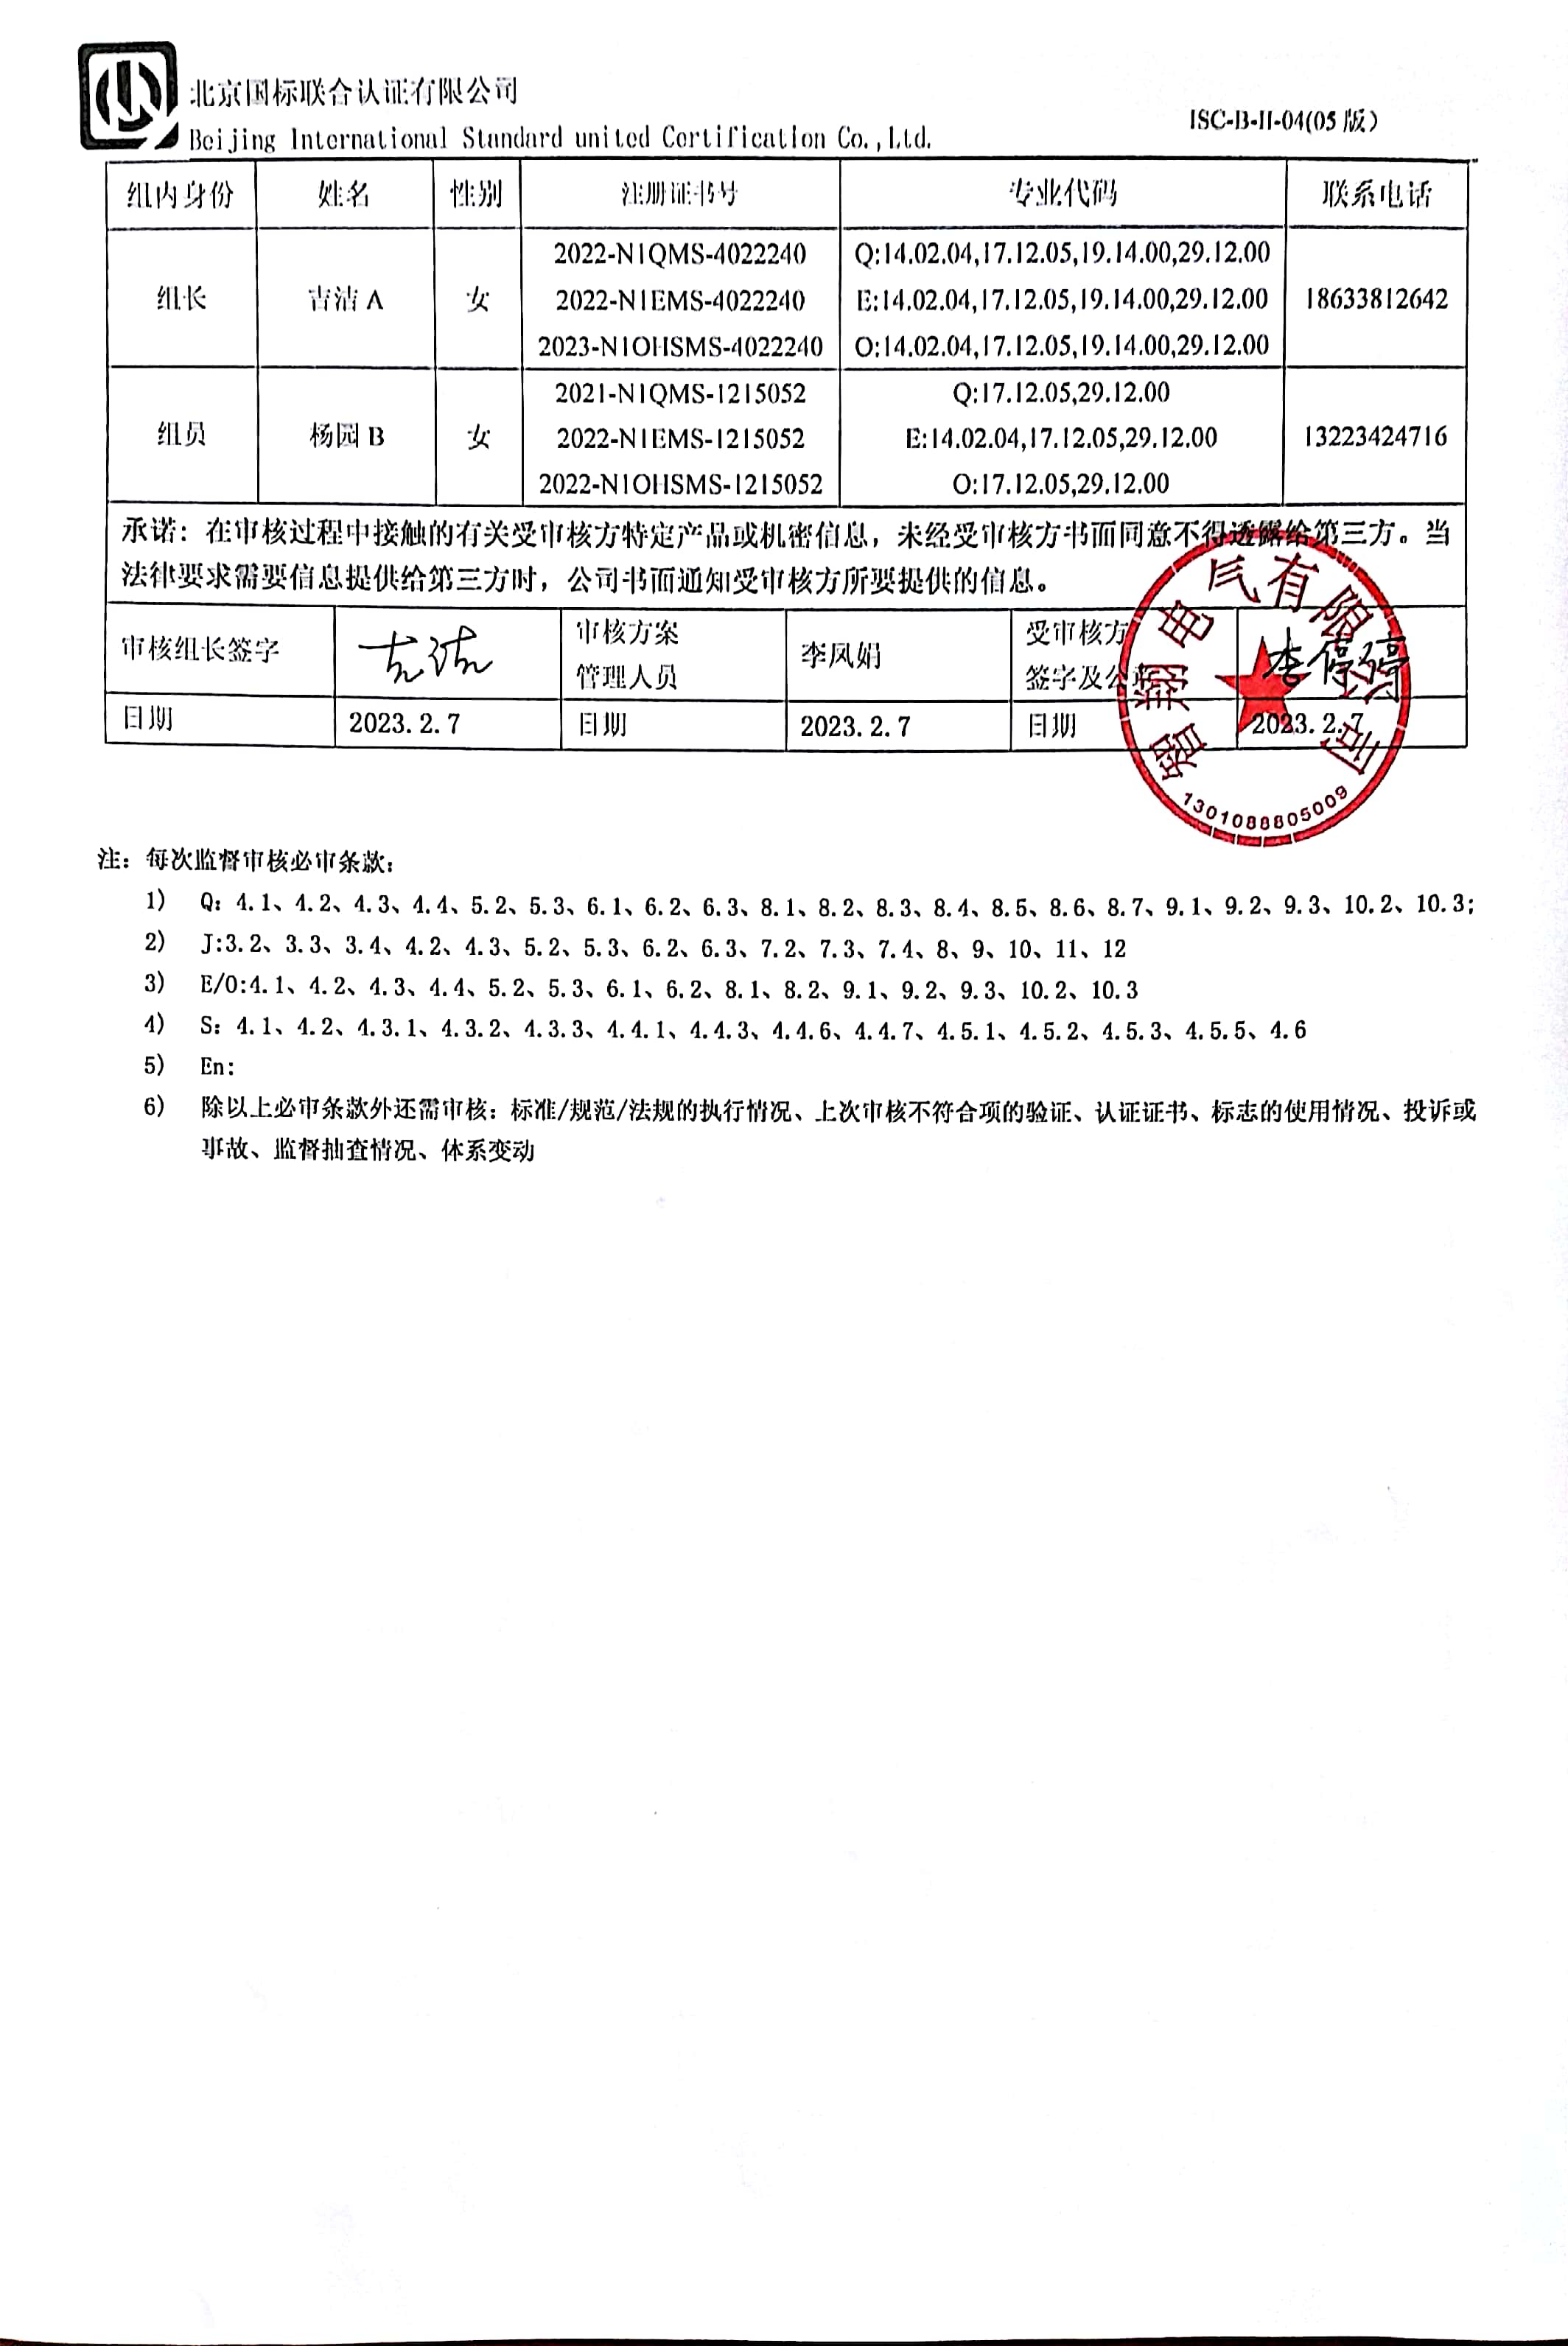 北京国标联合认证有限公司
Beijing International Standard united Certification Co.,Ltd.
ISC-B-II-04(05版)
组内身份 姓名 性别 注册证书号 专业代码 联系电话
2022-N1QMS-4022240 Q:14.02.04,17.12.05,19.14.00,29.12.00
组长 吉洁A 女 2022-N1EMS-4022240 E:14.02.04,17.12.05,19.14.00,29.12.00 18633812642
2023-N1OHSMS-4022240 O:14.02.04,17.12.05,19.14.00,29.12.00
2021-N1QMS-1215052 Q:17.12.05,29.12.00
组员 杨园B 女 2022-N1EMS-1215052 E:14.02.04,17.12.05,29.12.00 13223424716
2022-N1OHSMS-1215052 O:17.12.05,29.12.00
承诺：在审核过程中接触的有关受审核方特定产品或机密信息，未经受审核方书面同意不得透露给第三方。当
法律要求需要信息提供给第三方时，公司书面通知受审核方所要提供的信息。
审核组长签字 吉洁 审核方案管理人员 李凤娟 受审核方签字及公章 李停停
日期 2023.2.7 日期 2023.2.7 日期 2023.2.7
智翔电气有限公司
1301088805009
注：每次监督审核必审条款：
1) Q：4.1、4.2、4.3、4.4、5.2、5.3、6.1、6.2、6.3、8.1、8.2、8.3、8.4、8.5、8.6、8.7、9.1、9.2、9.3、10.2、10.3;
2) J:3.2、3.3、3.4、4.2、4.3、5.2、5.3、6.2、6.3、7.2、7.3、7.4、8、9、10、11、12
3) E/O:4.1、4.2、4.3、4.4、5.2、5.3、6.1、6.2、8.1、8.2、9.1、9.2、9.3、10.2、10.3
4) S：4.1、4.2、4.3.1、4.3.2、4.3.3、4.4.1、4.4.3、4.4.6、4.4.7、4.5.1、4.5.2、4.5.3、4.5.5、4.6
5) En:
6) 除以上必审条款外还需审核：标准/规范/法规的执行情况、上次审核不符合项的验证、认证证书、标志的使用情况、投诉或
事故、监督抽查情况、体系变动